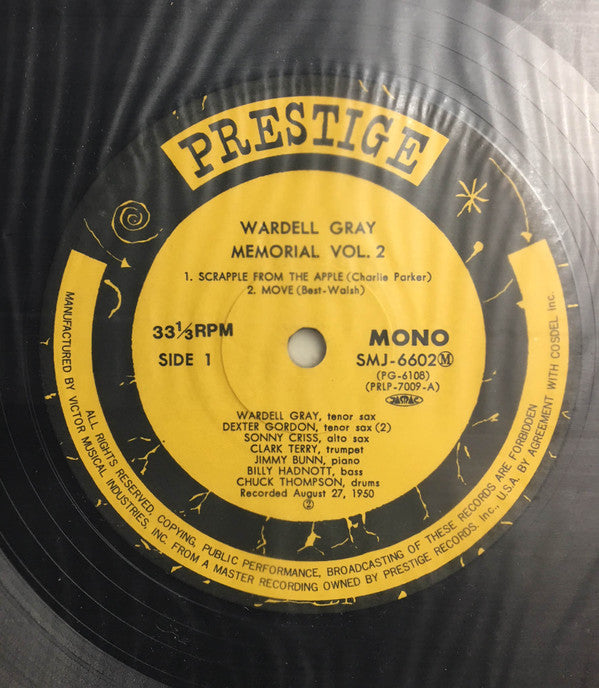 PRESTIGE
WARDELL GRAY
MEMORIAL VOL. 2
1. SCRAPPLE FROM THE APPLE (Charlie Parker)
2. MOVE (Best-Walsh)
33⅓RPM
SIDE 1
MONO
SMJ-6602Ⓜ
(PG-6108)
(PRLP-7009-A)
JASRAC
WARDELL GRAY, tenor sax
DEXTER GORDON, tenor sax (2)
SONNY CRISS, alto sax
CLARK TERRY, trumpet
JIMMY BUNN, piano
BILLY HADNOTT, bass
CHUCK THOMPSON, drums
Recorded August 27, 1950
②
ALL RIGHTS RESERVED, COPYING, PUBLIC PERFORMANCE, BROADCASTING OF THESE RECORDS ARE FORBIDDEN
MANUFACTURED BY VICTOR MUSICAL INDUSTRIES, INC. FROM A MASTER RECORDING OWNED BY PRESTIGE RECORDS. Inc., U.S.A. BY AGREEMENT WITH COSDEL Inc.